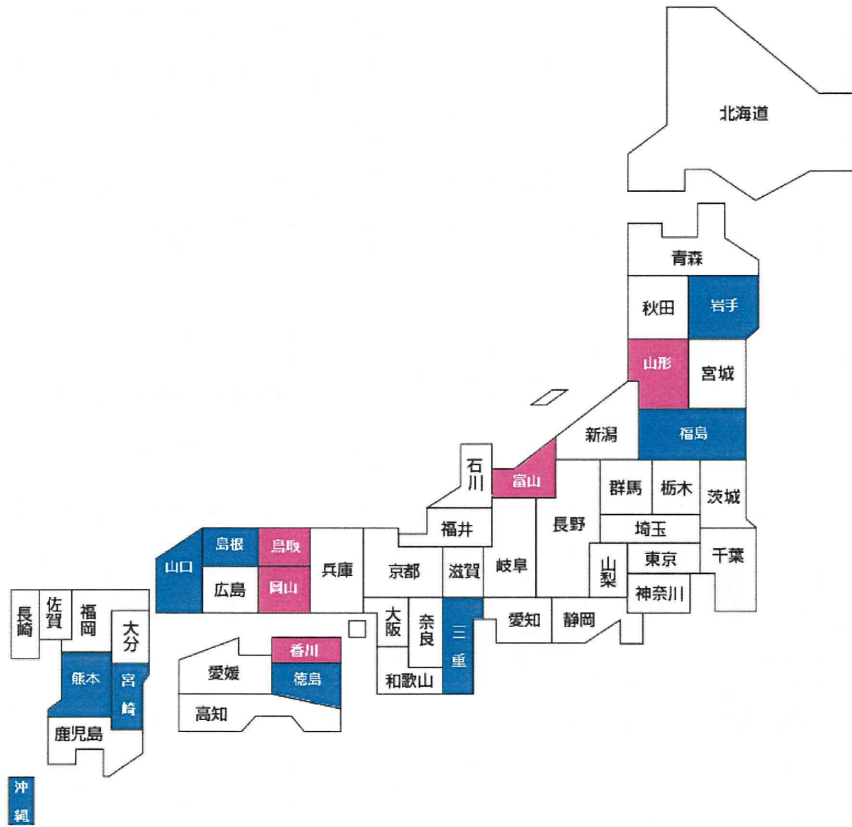 北海道
青森
秋田
岩手
山形
宮城
新潟
福島
石川
富山
群馬
栃木
茨城
福井
長野
埼玉
岐阜
山梨
東京
千葉
神奈川
山口
島根
鳥取
兵庫
京都
滋賀
広島
岡山
大阪
奈良
三重
愛知
静岡
和歌山
長崎
佐賀
福岡
大分
熊本
宮崎
鹿児島
愛媛
香川
徳島
高知
沖縄